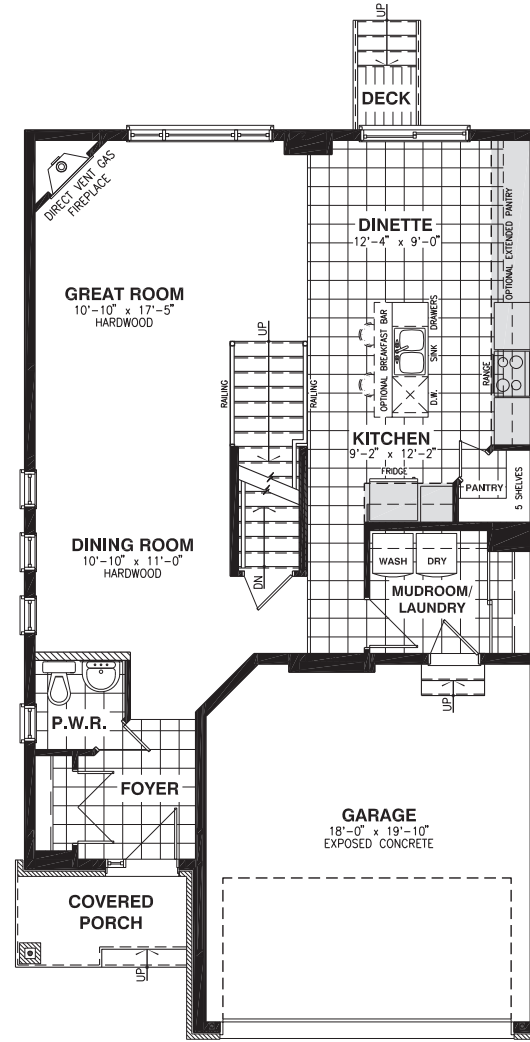 UP
DECK
DIRECT VENT GAS
FIREPLACE
DINETTE
12'-4" x 9'-0"
OPTIONAL EXTENDED PANTRY
GREAT ROOM
10'-10" x 17'-5"
HARDWOOD
UP
RAILING
RAILING
OPTIONAL BREAKFAST BAR
DRAWERS
SINK
D.W.
RANGE
KITCHEN
9'-2" x 12'-2"
FRIDGE
PANTRY
5 SHELVES
DINING ROOM
10'-10" x 11'-0"
HARDWOOD
DN
WASH
DRY
MUDROOM/
LAUNDRY
UP
P.W.R.
FOYER
GARAGE
18'-0" x 19'-10"
EXPOSED CONCRETE
COVERED
PORCH
UP